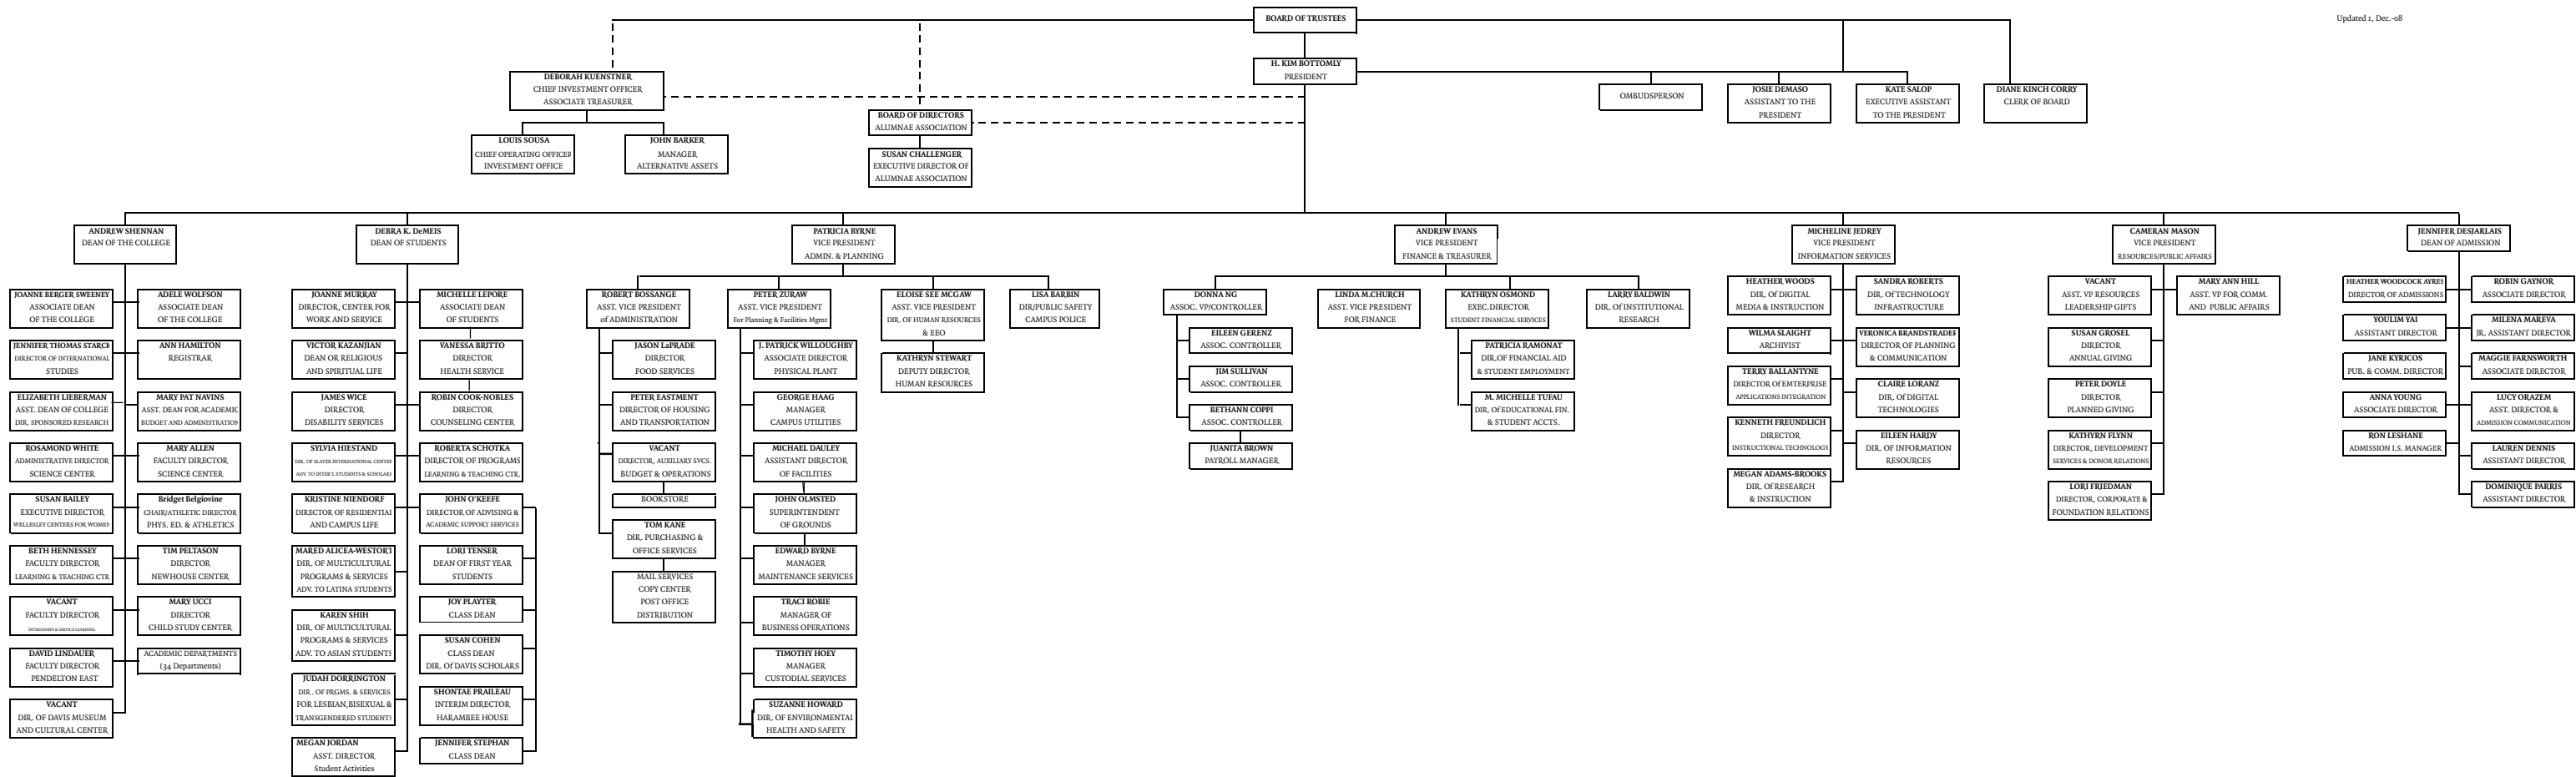 BOARD OF TRUSTEES
Updated 1, Dec.-08
H. KIM BOTTOMLY
PRESIDENT
DEBORAH KUENSTNER
CHIEF INVESTMENT OFFICER
ASSOCIATE TREASURER
OMBUDSPERSON
JOSIE DEMASO
ASSISTANT TO THE
PRESIDENT
KATE SALOP
EXECUTIVE ASSISTANT
TO THE PRESIDENT
DIANE KINCH CORRY
CLERK OF BOARD
BOARD OF DIRECTORS
ALUMNAE ASSOCIATION
LOUIS SOUSA
CHIEF OPERATING OFFICER
INVESTMENT OFFICE
JOHN BARKER
MANAGER
ALTERNATIVE ASSETS
SUSAN CHALLENGER
EXECUTIVE DIRECTOR OF
ALUMNAE ASSOCIATION
ANDREW SHENNAN
DEAN OF THE COLLEGE
DEBRA K. DeMEIS
DEAN OF STUDENTS
PATRICIA BYRNE
VICE PRESIDENT
ADMIN. & PLANNING
ANDREW EVANS
VICE PRESIDENT
FINANCE & TREASURER
MICHELINE JEDREY
VICE PRESIDENT
INFORMATION SERVICES
CAMERAN MASON
VICE PRESIDENT
RESOURCES/PUBLIC AFFAIRS
JENNIFER DESJARLAIS
DEAN OF ADMISSION
JOANNE BERGER SWEENEY
ASSOCIATE DEAN
OF THE COLLEGE
ADELE WOLFSON
ASSOCIATE DEAN
OF THE COLLEGE
JENNIFER THOMAS STARCK
DIRECTOR OF INTERNATIONAL
STUDIES
ANN HAMILTON
REGISTRAR
ELIZABETH LIEBERMAN
ASST. DEAN OF COLLEGE
DIR. SPONSORED RESEARCH
MARY PAT NAVINS
ASST. DEAN FOR ACADEMIC
BUDGET AND ADMINISTRATION
ROSAMOND WHITE
ADMINISTRATIVE DIRECTOR
SCIENCE CENTER
MARY ALLEN
FACULTY DIRECTOR
SCIENCE CENTER
SUSAN BAILEY
EXECUTIVE DIRECTOR
WELLESLEY CENTERS FOR WOMEN
Bridget Belgiovine
CHAIR/ATHLETIC DIRECTOR
PHYS. ED. & ATHLETICS
BETH HENNESSEY
FACULTY DIRECTOR
LEARNING & TEACHING CTR
TIM PELTASON
DIRECTOR
NEWHOUSE CENTER
VACANT
FACULTY DIRECTOR
INTERNSHIPS & SERVICE LEARNING
MARY UCCI
DIRECTOR
CHILD STUDY CENTER
DAVID LINDAUER
FACULTY DIRECTOR
PENDELTON EAST
ACADEMIC DEPARTMENTS
(34 Departments)
VACANT
DIR. OF DAVIS MUSEUM
AND CULTURAL CENTER
JOANNE MURRAY
DIRECTOR, CENTER FOR
WORK AND SERVICE
MICHELLE LEPORE
ASSOCIATE DEAN
OF STUDENTS
VICTOR KAZANJIAN
DEAN OR RELIGIOUS
AND SPIRITUAL LIFE
VANESSA BRITTO
DIRECTOR
HEALTH SERVICE
JAMES WICE
DIRECTOR
DISABILITY SERVICES
ROBIN COOK-NOBLES
DIRECTOR
COUNSELING CENTER
SYLVIA HIESTAND
DIR. OF SLATER INTERNATIONAL CENTER
ADV. TO INTER'L STUDENTS & SCHOLARS
ROBERTA SCHOTKA
DIRECTOR OF PROGRAMS
LEARNING & TEACHING CTR.
KRISTINE NIENDORF
DIRECTOR OF RESIDENTIAL
AND CAMPUS LIFE
JOHN O'KEEFE
DIRECTOR OF ADVISING &
ACADEMIC SUPPORT SERVICES
MARED ALICEA-WESTORT
DIR. OF MULTICULTURAL
PROGRAMS & SERVICES
ADV. TO LATINA STUDENTS
LORI TENSER
DEAN OF FIRST YEAR
STUDENTS
KAREN SHIH
DIR. OF MULTICULTURAL
PROGRAMS & SERVICES
ADV. TO ASIAN STUDENTS
JOY PLAYTER
CLASS DEAN
SUSAN COHEN
CLASS DEAN
DIR. Of DAVIS SCHOLARS
JUDAH DORRINGTON
DIR . OF PRGMS. & SERVICES
FOR LESBIAN,BISEXUAL &
TRANSGENDERED STUDENTS
SHONTAE PRAILEAU
INTERIM DIRECTOR
HARAMBEE HOUSE
MEGAN JORDAN
ASST. DIRECTOR
Student Activities
JENNIFER STEPHAN
CLASS DEAN
ROBERT BOSSANGE
ASST. VICE PRESIDENT
of ADMINISTRATION
PETER ZURAW
ASST. VICE PRESIDENT
For Planning & Facilities Mgmt
ELOISE SEE MCGAW
ASST. VICE PRESIDENT
DIR. OF HUMAN RESOURCES
& EEO
LISA BARBIN
DIR/PUBLIC SAFETY
CAMPUS POLICE
JASON LaPRADE
DIRECTOR
FOOD SERVICES
J. PATRICK WILLOUGHBY
ASSOCIATE DIRECTOR
PHYSICAL PLANT
KATHRYN STEWART
DEPUTY DIRECTOR
HUMAN RESOURCES
PETER EASTMENT
DIRECTOR OF HOUSING
AND TRANSPORTATION
GEORGE HAAG
MANAGER
CAMPUS UTILITIES
VACANT
DIRECTOR, AUXILIARY SVCS.
BUDGET & OPERATIONS
MICHAEL DAULEY
ASSISTANT DIRECTOR
OF FACILITIES
BOOKSTORE
JOHN OLMSTED
SUPERINTENDENT
OF GROUNDS
TOM KANE
DIR. PURCHASING &
OFFICE SERVICES
EDWARD BYRNE
MANAGER
MAINTENANCE SERVICES
MAIL SERVICES
COPY CENTER
POST OFFICE
DISTRIBUTION
TRACI ROBIE
MANAGER OF
BUSINESS OPERATIONS
TIMOTHY HOEY
MANAGER
CUSTODIAL SERVICES
SUZANNE HOWARD
DIR. OF ENVIRONMENTAL
HEALTH AND SAFETY
DONNA NG
ASSOC. VP/CONTROLLER
LINDA M.CHURCH
ASST. VICE PRESIDENT
FOR FINANCE
KATHRYN OSMOND
EXEC.DIRECTOR
STUDENT FINANCIAL SERVICES
LARRY BALDWIN
DIR. Of INSTITUTIONAL
RESEARCH
EILEEN GERENZ
ASSOC. CONTROLLER
PATRICIA RAMONAT
DIR.OF FINANCIAL AID
& STUDENT EMPLOYMENT
JIM SULLIVAN
ASSOC. CONTROLLER
M. MICHELLE TUFAU
DIR. Of EDUCATIONAL FIN.
& STUDENT ACCTS.
BETHANN COPPI
ASSOC. CONTROLLER
JUANITA BROWN
PAYROLL MANAGER
HEATHER WOODS
DIR. Of DIGITAL
MEDIA & INSTRUCTION
SANDRA ROBERTS
DIR. Of TECHNOLOGY
INFRASTRUCTURE
WILMA SLAIGHT
ARCHIVIST
VERONICA BRANDSTRADER
DIRECTOR OF PLANNING
& COMMUNICATION
TERRY BALLANTYNE
DIRECTOR Of EMTERPRISE
APPLICATIONS INTEGRATION
CLAIRE LORANZ
DIR. Of DIGITAL
TECHNOLOGIES
KENNETH FREUNDLICH
DIRECTOR
INSTRUCTIONAL TECHNOLOGY
EILEEN HARDY
DIR. OF INFORMATION
RESOURCES
MEGAN ADAMS-BROOKS
DIR. Of RESEARCH
& INSTRUCTION
VACANT
ASST. VP RESOURCES
LEADERSHIP GIFTS
MARY ANN HILL
ASST. VP FOR COMM.
AND PUBLIC AFFAIRS
SUSAN GROSEL
DIRECTOR
ANNUAL GIVING
PETER DOYLE
DIRECTOR
PLANNED GIVING
KATHYRN FLYNN
DIRECTOR, DEVELOPMENT
SERVICES & DONOR RELATIONS
LORI FRIEDMAN
DIRECTOR, CORPORATE &
FOUNDATION RELATIONS
HEATHER WOODCOCK AYRES
DIRECTOR OF ADMISSIONS
ROBIN GAYNOR
ASSOCIATE DIRECTOR
YOULIM YAI
ASSISTANT DIRECTOR
MILENA MAREVA
JR. ASSISTANT DIRECTOR
JANE KYRICOS
PUB. & COMM. DIRECTOR
MAGGIE FARNSWORTH
ASSOCIATE DIRECTOR
ANNA YOUNG
ASSOCIATE DIRECTOR
LUCY ORAZEM
ASST. DIRECTOR &
ADMISSION COMMUNICATION
RON LESHANE
ADMISSION I.S. MANAGER
LAUREN DENNIS
ASSISTANT DIRECTOR
DOMINIQUE PARRIS
ASSISTANT DIRECTOR